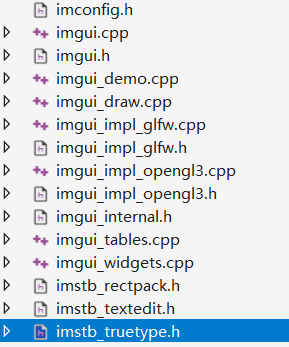 imconfig.h
imgui.cpp
imgui.h
imgui_demo.cpp
imgui_draw.cpp
imgui_impl_glfw.cpp
imgui_impl_glfw.h
imgui_impl_opengl3.cpp
imgui_impl_opengl3.h
imgui_internal.h
imgui_tables.cpp
imgui_widgets.cpp
imstb_rectpack.h
imstb_textedit.h
imstb_truetype.h